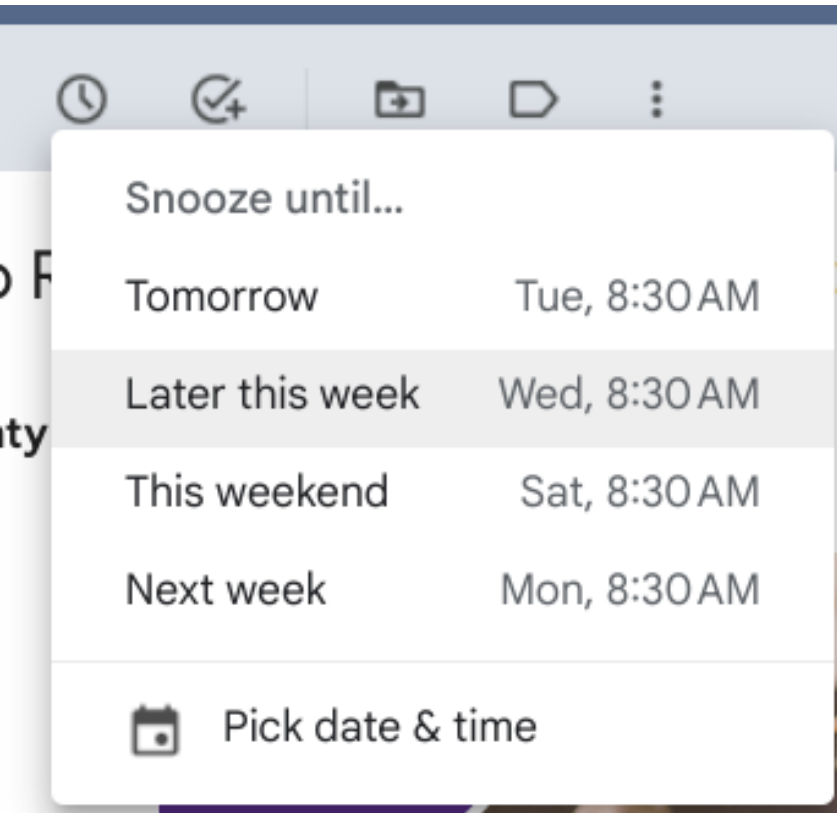 Snooze until...
Tomorrow Tue, 8:30 AM
Later this week Wed, 8:30 AM
This weekend Sat, 8:30 AM
Next week Mon, 8:30 AM
Pick date & time